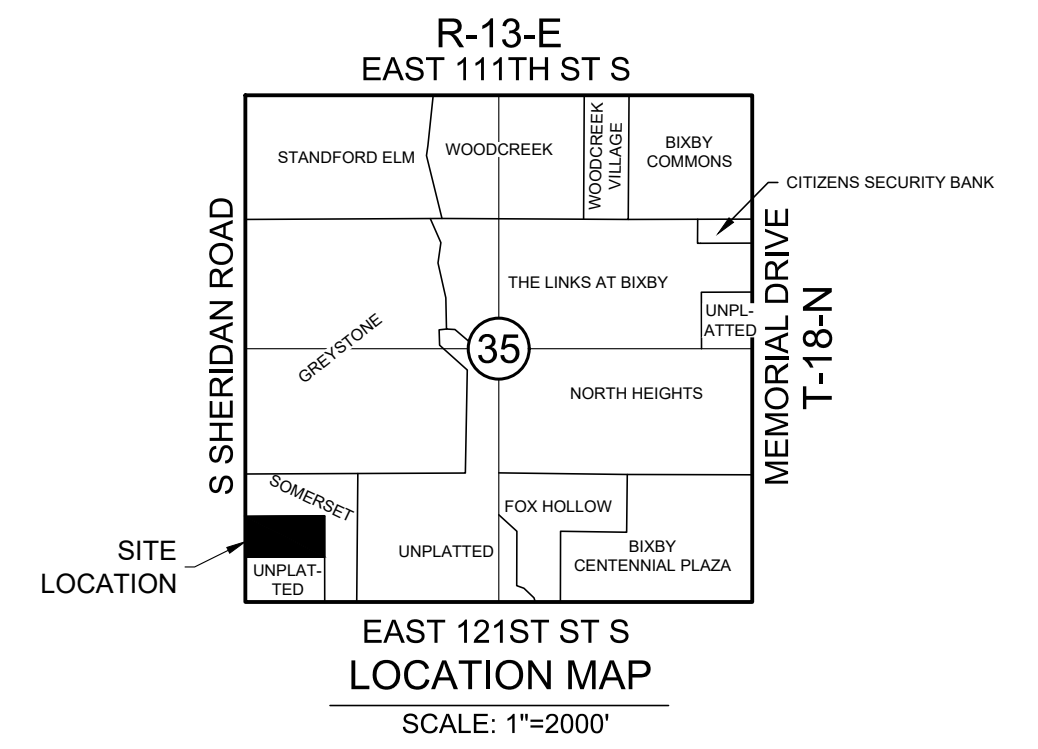 R-13-E
EAST 111TH ST S
STANDFORD ELM
WOODCREEK
WOODCREEK
VILLAGE
BIXBY
COMMONS
CITIZENS SECURITY BANK
S SHERIDAN ROAD
MEMORIAL DRIVE
T-18-N
THE LINKS AT BIXBY
UNPL-
ATTED
GREYSTONE
35
NORTH HEIGHTS
SOMERSET
FOX HOLLOW
SITE
LOCATION
UNPLATTED
BIXBY
CENTENNIAL PLAZA
UNPLAT-
TED
EAST 121ST ST S
LOCATION MAP
SCALE: 1"=2000'